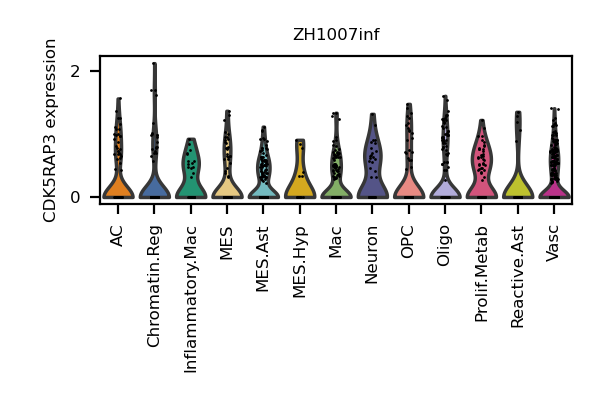 ZH1007inf
CDK5RAP3 expression
2
0
AC
Chromatin.Reg
Inflammatory.Mac
MES
MES.Ast
MES.Hyp
Mac
Neuron
OPC
Oligo
Prolif.Metab
Reactive.Ast
Vasc